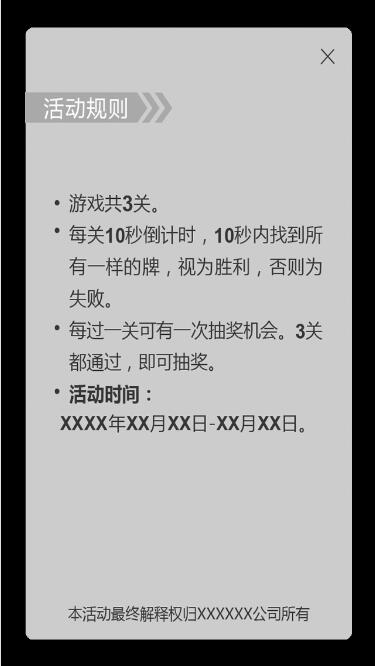 活动规则
• 游戏共3关。
• 每关10秒倒计时，10秒内找到所
有一样的牌，视为胜利，否则为
失败。
• 每过一关可有一次抽奖机会。3关
都通过，即可抽奖。
• 活动时间：
XXXX年XX月XX日-XX月XX日。
本活动最终解释权归XXXXXX公司所有